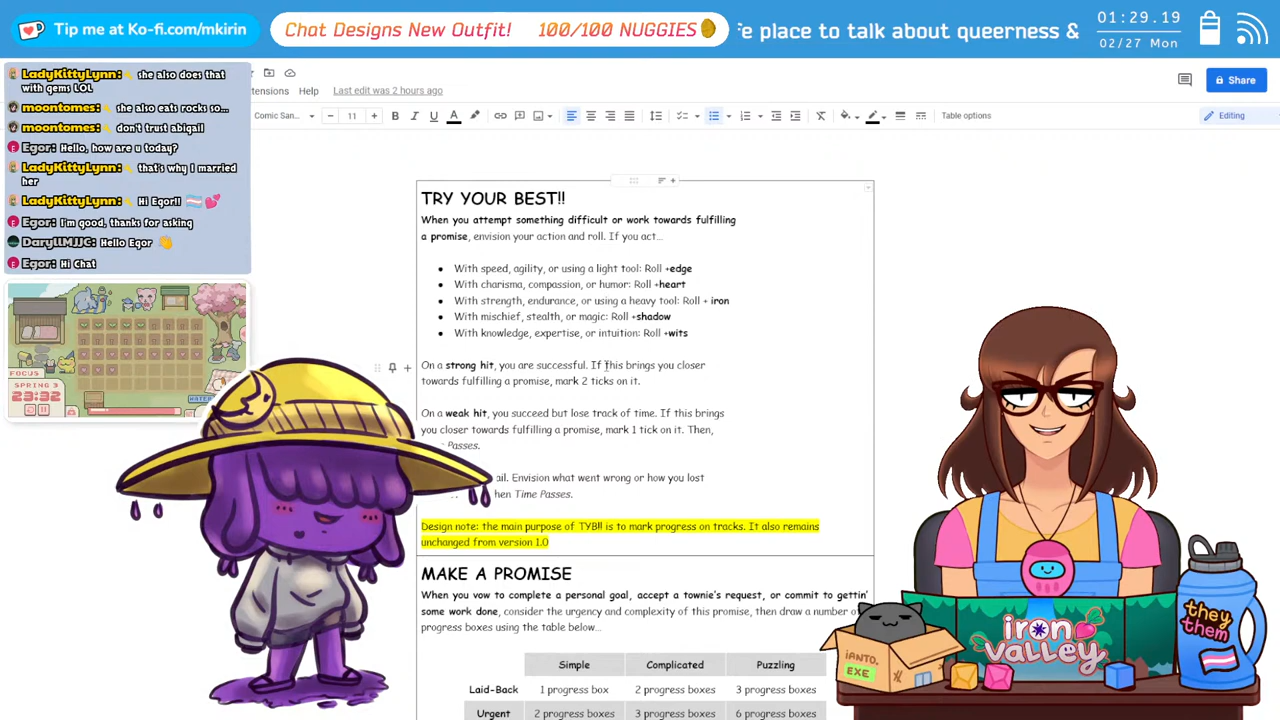 Tip me at Ko-fi.com/mkirin
Chat Designs New Outfit! 100/100 NUGGIES
e place to talk about queerness &
01:29.19
02/27 Mon
LadyKittyLynn: she also does that
with gems LOL
moontomes: she also eats rocks so...
moontomes: don't trust abigail
Egor: Hello, how are u today?
LadyKittyLynn: that's why I married
her
LadyKittyLynn: Hi Egor!!
Egor: I'm good, thanks for asking
DaryllMJJC: Hello Egor
Egor: Hi Chat
FOCUS
SPRING 3
23:32
ensions Help Last edit was 2 hours ago
Share
Comic San... 11 B I U A Table options Editing
TRY YOUR BEST!!
When you attempt something difficult or work towards fulfilling
a promise, envision your action and roll. If you act...
• With speed, agility, or using a light tool: Roll +edge
• With charisma, compassion, or humor: Roll +heart
• With strength, endurance, or using a heavy tool: Roll + iron
• With mischief, stealth, or magic: Roll +shadow
• With knowledge, expertise, or intuition: Roll +wits
On a strong hit, you are successful. If this brings you closer
towards fulfilling a promise, mark 2 ticks on it.
On a weak hit, you succeed but lose track of time. If this brings
you closer towards fulfilling a promise, mark 1 tick on it. Then,
Passes.
ail. Envision what went wrong or how you lost
hen Time Passes.
Design note: the main purpose of TYB!! is to mark progress on tracks. It also remains
unchanged from version 1.0
MAKE A PROMISE
When you vow to complete a personal goal, accept a townie's request, or commit to gettin'
some work done, consider the urgency and complexity of this promise, then draw a number of
progress boxes using the table below...
Simple Complicated Puzzling
Laid-Back 1 progress box 2 progress boxes 3 progress boxes
Urgent 2 progress boxes 3 progress boxes 6 progress boxes
iANTO.
EXE
iron
valley
they
them